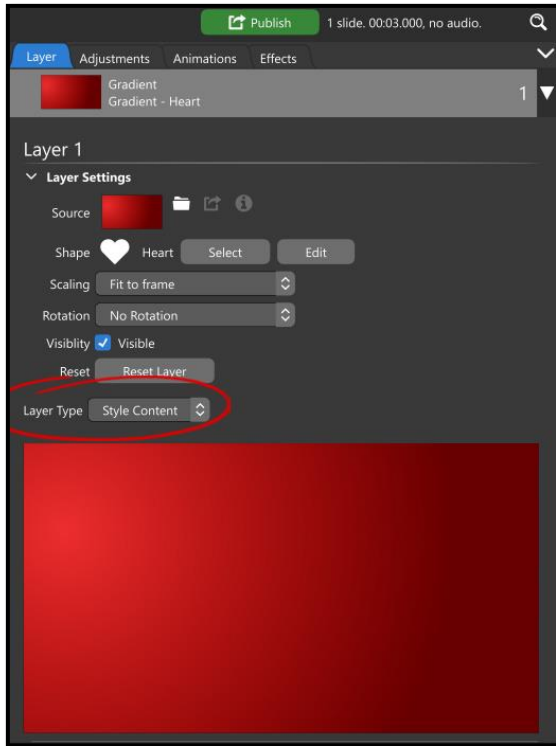 Publish 1 slide. 00:03.000, no audio.
Layer Adjustments Animations Effects
Gradient
Gradient - Heart
1
Layer 1
Layer Settings
Source
Shape Heart Select Edit
Scaling Fit to frame
Rotation No Rotation
Visiblity Visible
Reset Reset Layer
Layer Type Style Content